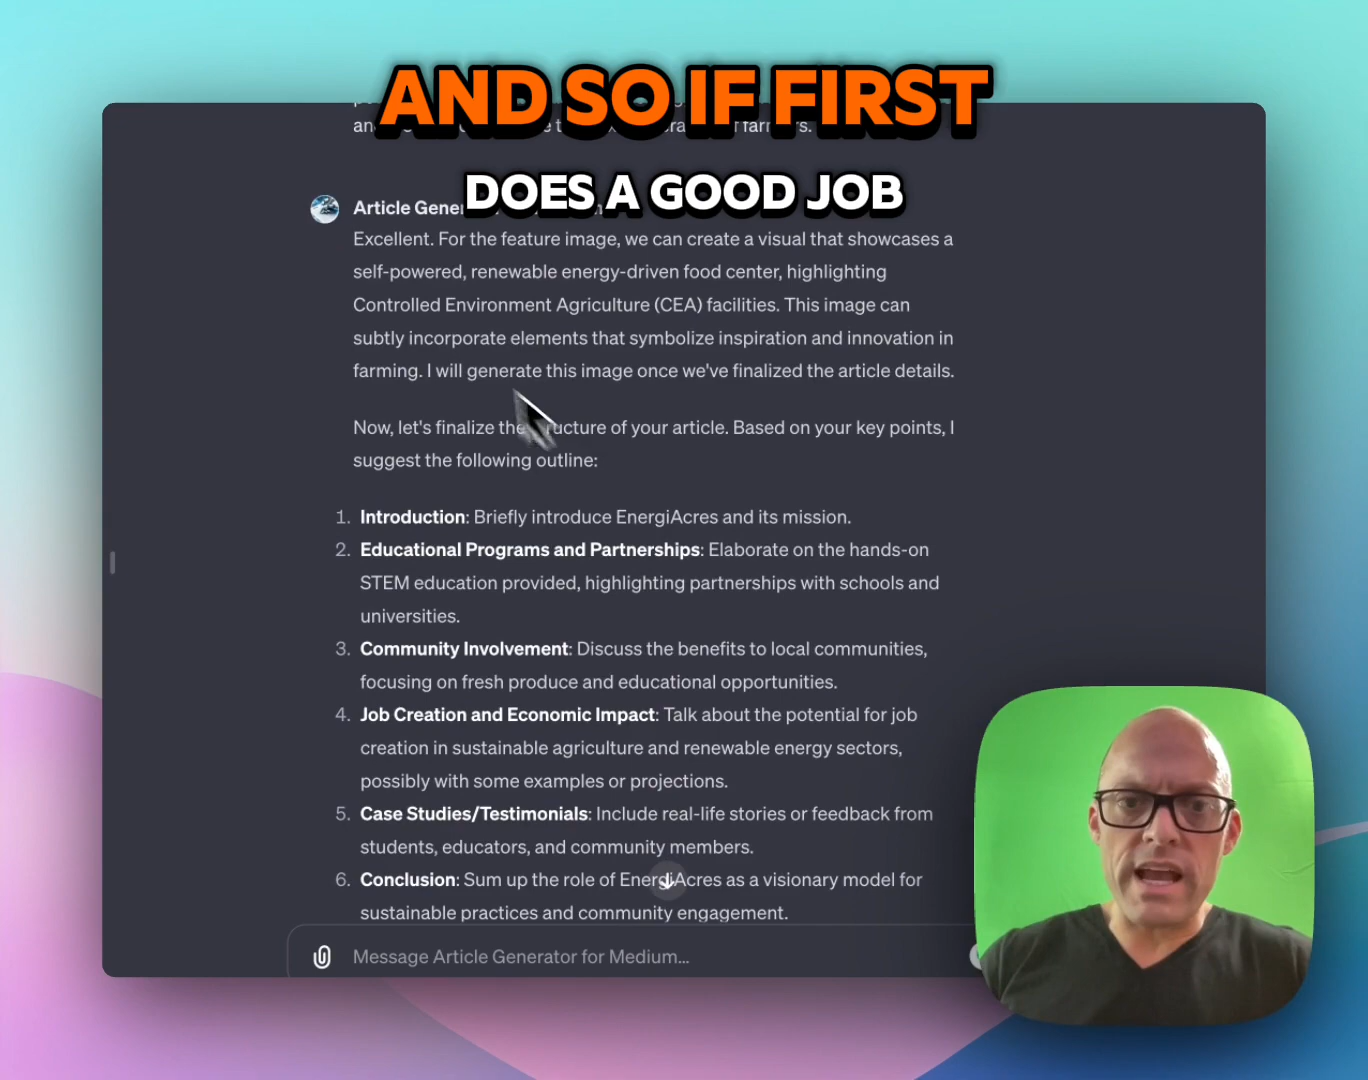 AND SO IF FIRST
DOES A GOOD JOB
Article Gener
Excellent. For the feature image, we can create a visual that showcases a
self-powered, renewable energy-driven food center, highlighting
Controlled Environment Agriculture (CEA) facilities. This image can
subtly incorporate elements that symbolize inspiration and innovation in
farming. I will generate this image once we've finalized the article details.
Now, let's finalize the structure of your article. Based on your key points, I
suggest the following outline:
1. Introduction: Briefly introduce EnergiAcres and its mission.
2. Educational Programs and Partnerships: Elaborate on the hands-on
STEM education provided, highlighting partnerships with schools and
universities.
3. Community Involvement: Discuss the benefits to local communities,
focusing on fresh produce and educational opportunities.
4. Job Creation and Economic Impact: Talk about the potential for job
creation in sustainable agriculture and renewable energy sectors,
possibly with some examples or projections.
5. Case Studies/Testimonials: Include real-life stories or feedback from
students, educators, and community members.
6. Conclusion: Sum up the role of EnergiAcres as a visionary model for
sustainable practices and community engagement.
Message Article Generator for Medium...